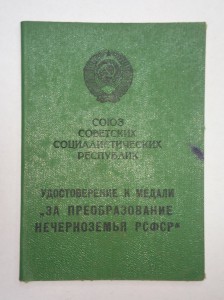 СОЮЗ
СОВЕТСКИХ
СОЦИАЛИСТИЧЕСКИХ
РЕСПУБЛИК
УДОСТОВЕРЕНИЕ К МЕДАЛИ
„ЗА ПРЕОБРАЗОВАНИЕ
НЕЧЕРНОЗЕМЬЯ РСФСР"